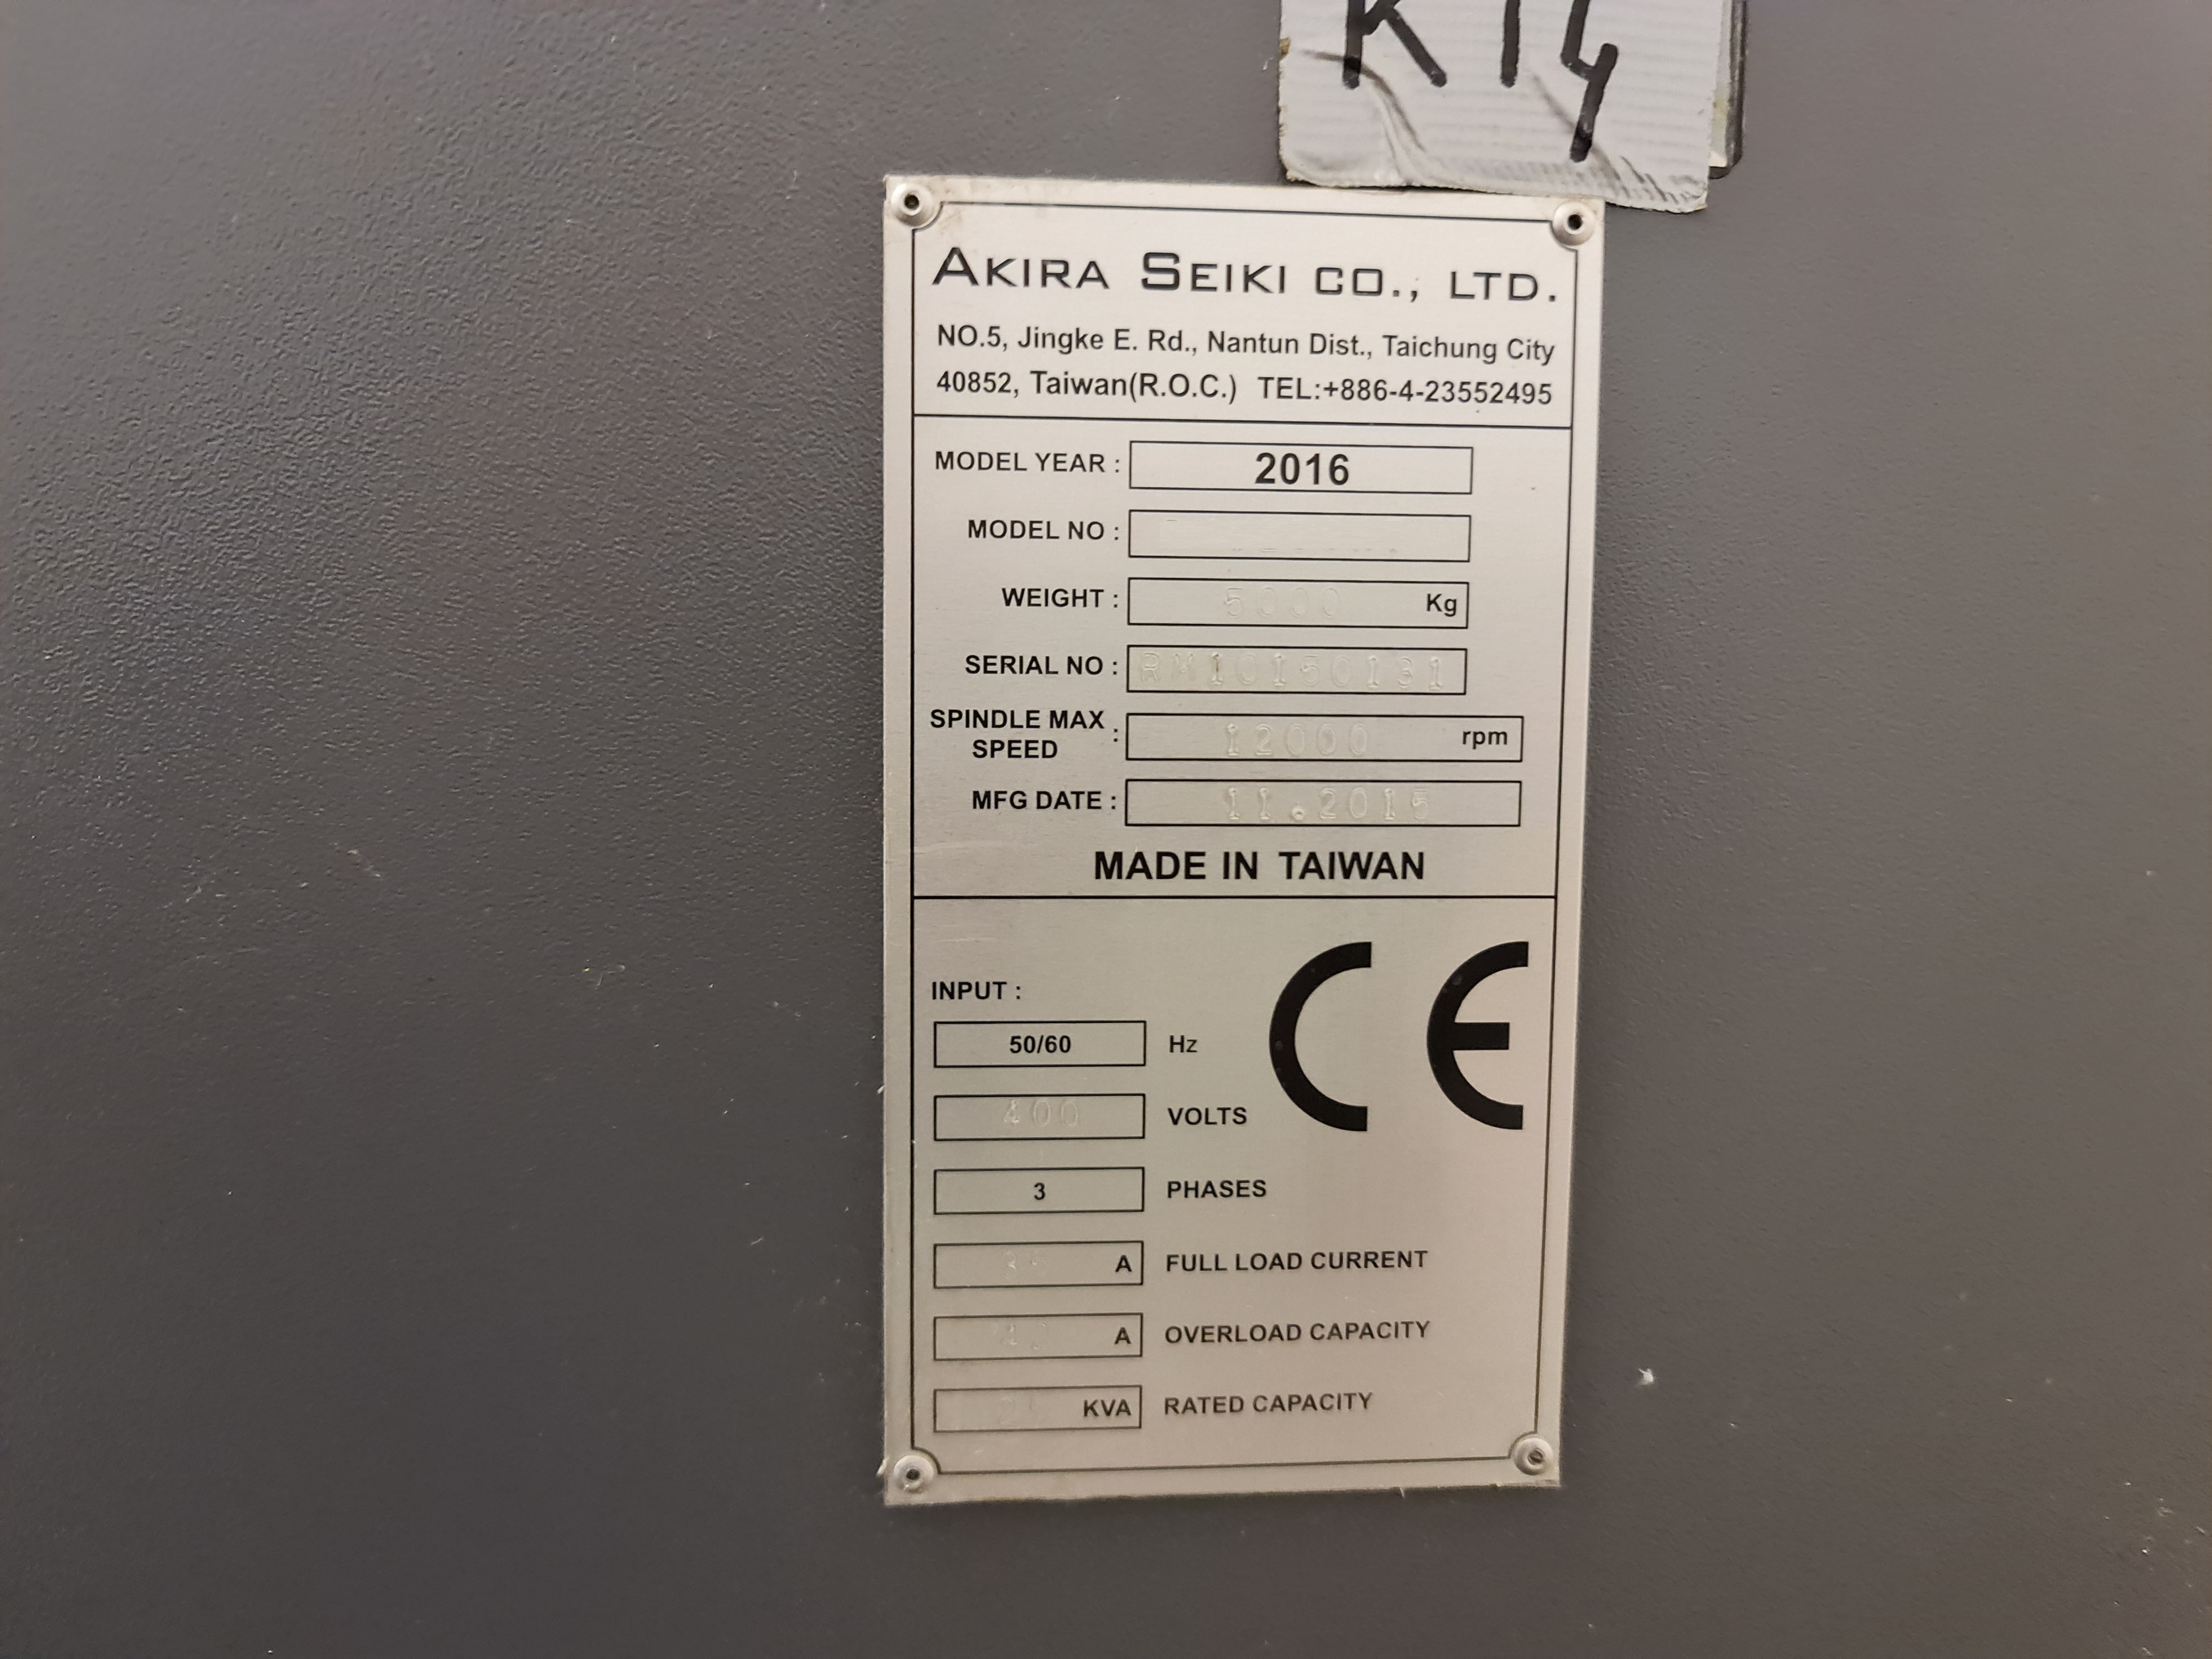 K14
AKIRA SEIKI CO., LTD.
NO.5, Jingke E. Rd., Nantun Dist., Taichung City
40852, Taiwan(R.O.C.) TEL:+886-4-23552495
MODEL YEAR : 2016
MODEL NO :
WEIGHT : 5000 Kg
SERIAL NO : RM10150131
SPINDLE MAX SPEED : 12000 rpm
MFG DATE : 11.2015
MADE IN TAIWAN
CE
INPUT :
50/60 Hz
400 VOLTS
3 PHASES
A FULL LOAD CURRENT
A OVERLOAD CAPACITY
KVA RATED CAPACITY